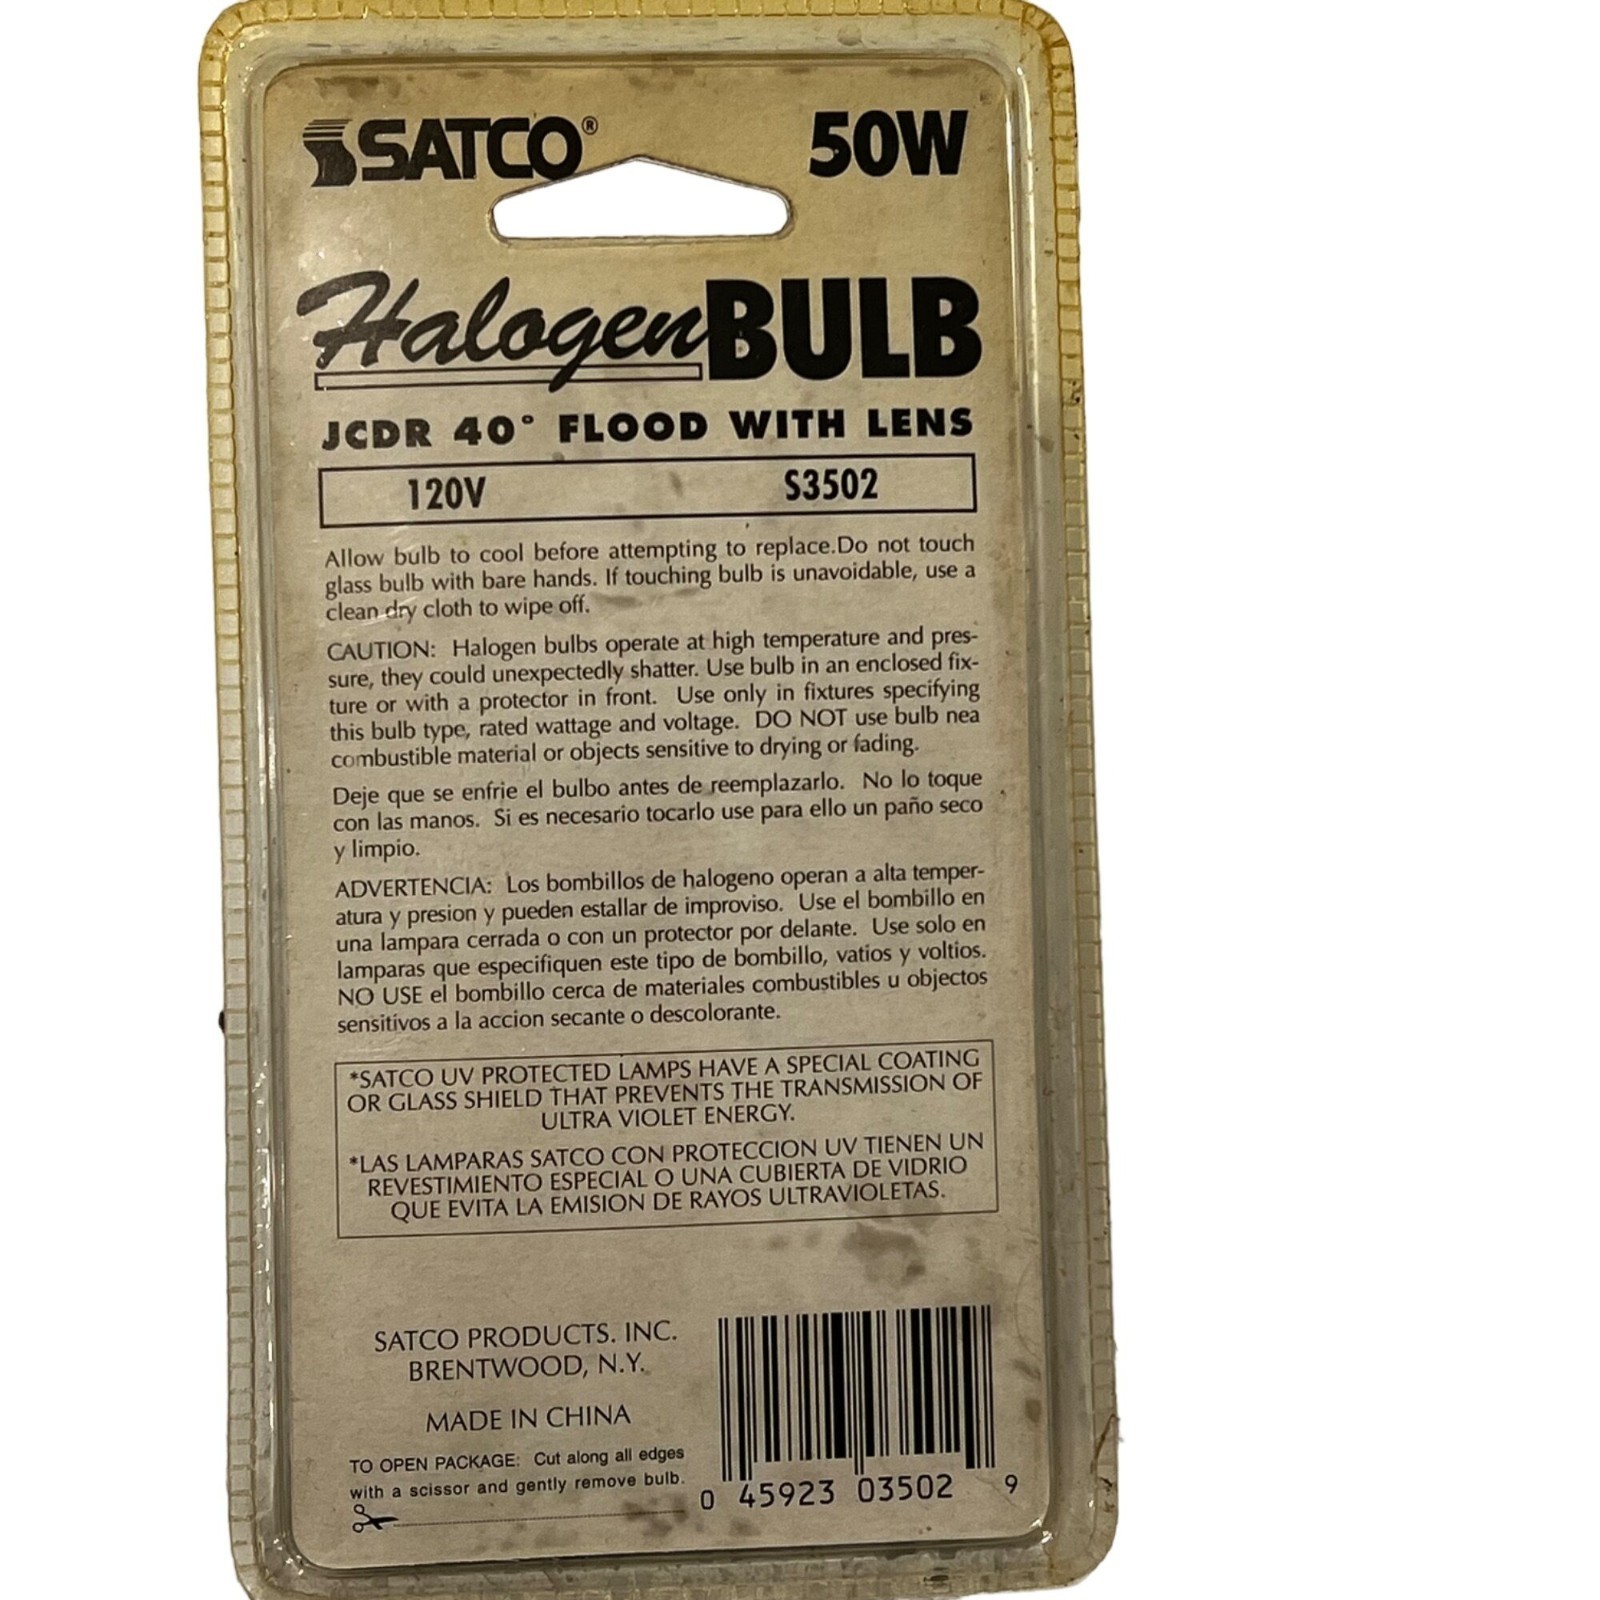 SATCO® 50W
Halogen BULB
JCDR 40° FLOOD WITH LENS
120V S3502
Allow bulb to cool before attempting to replace.Do not touch
glass bulb with bare hands. If touching bulb is unavoidable, use a
clean dry cloth to wipe off.
CAUTION: Halogen bulbs operate at high temperature and pres-
sure, they could unexpectedly shatter. Use bulb in an enclosed fix-
ture or with a protector in front. Use only in fixtures specifying
this bulb type, rated wattage and voltage. DO NOT use bulb nea
combustible material or objects sensitive to drying or fading.
Deje que se enfrie el bulbo antes de reemplazarlo. No lo toque
con las manos. Si es necesario tocarlo use para ello un paño seco
y limpio.
ADVERTENCIA: Los bombillos de halogeno operan a alta temper-
atura y presion y pueden estallar de improviso. Use el bombillo en
una lampara cerrada o con un protector por delante. Use solo en
lamparas que especifiquen este tipo de bombillo, vatios y voltios.
NO USE el bombillo cerca de materiales combustibles u objectos
sensitivos a la accion secante o descolorante.
*SATCO UV PROTECTED LAMPS HAVE A SPECIAL COATING
OR GLASS SHIELD THAT PREVENTS THE TRANSMISSION OF
ULTRA VIOLET ENERGY.
*LAS LAMPARAS SATCO CON PROTECCION UV TIENEN UN
REVESTIMIENTO ESPECIAL O UNA CUBIERTA DE VIDRIO
QUE EVITA LA EMISION DE RAYOS ULTRAVIOLETAS.
SATCO PRODUCTS. INC.
BRENTWOOD, N.Y.
MADE IN CHINA
TO OPEN PACKAGE: Cut along all edges
with a scissor and gently remove bulb.
0 45923 03502 9